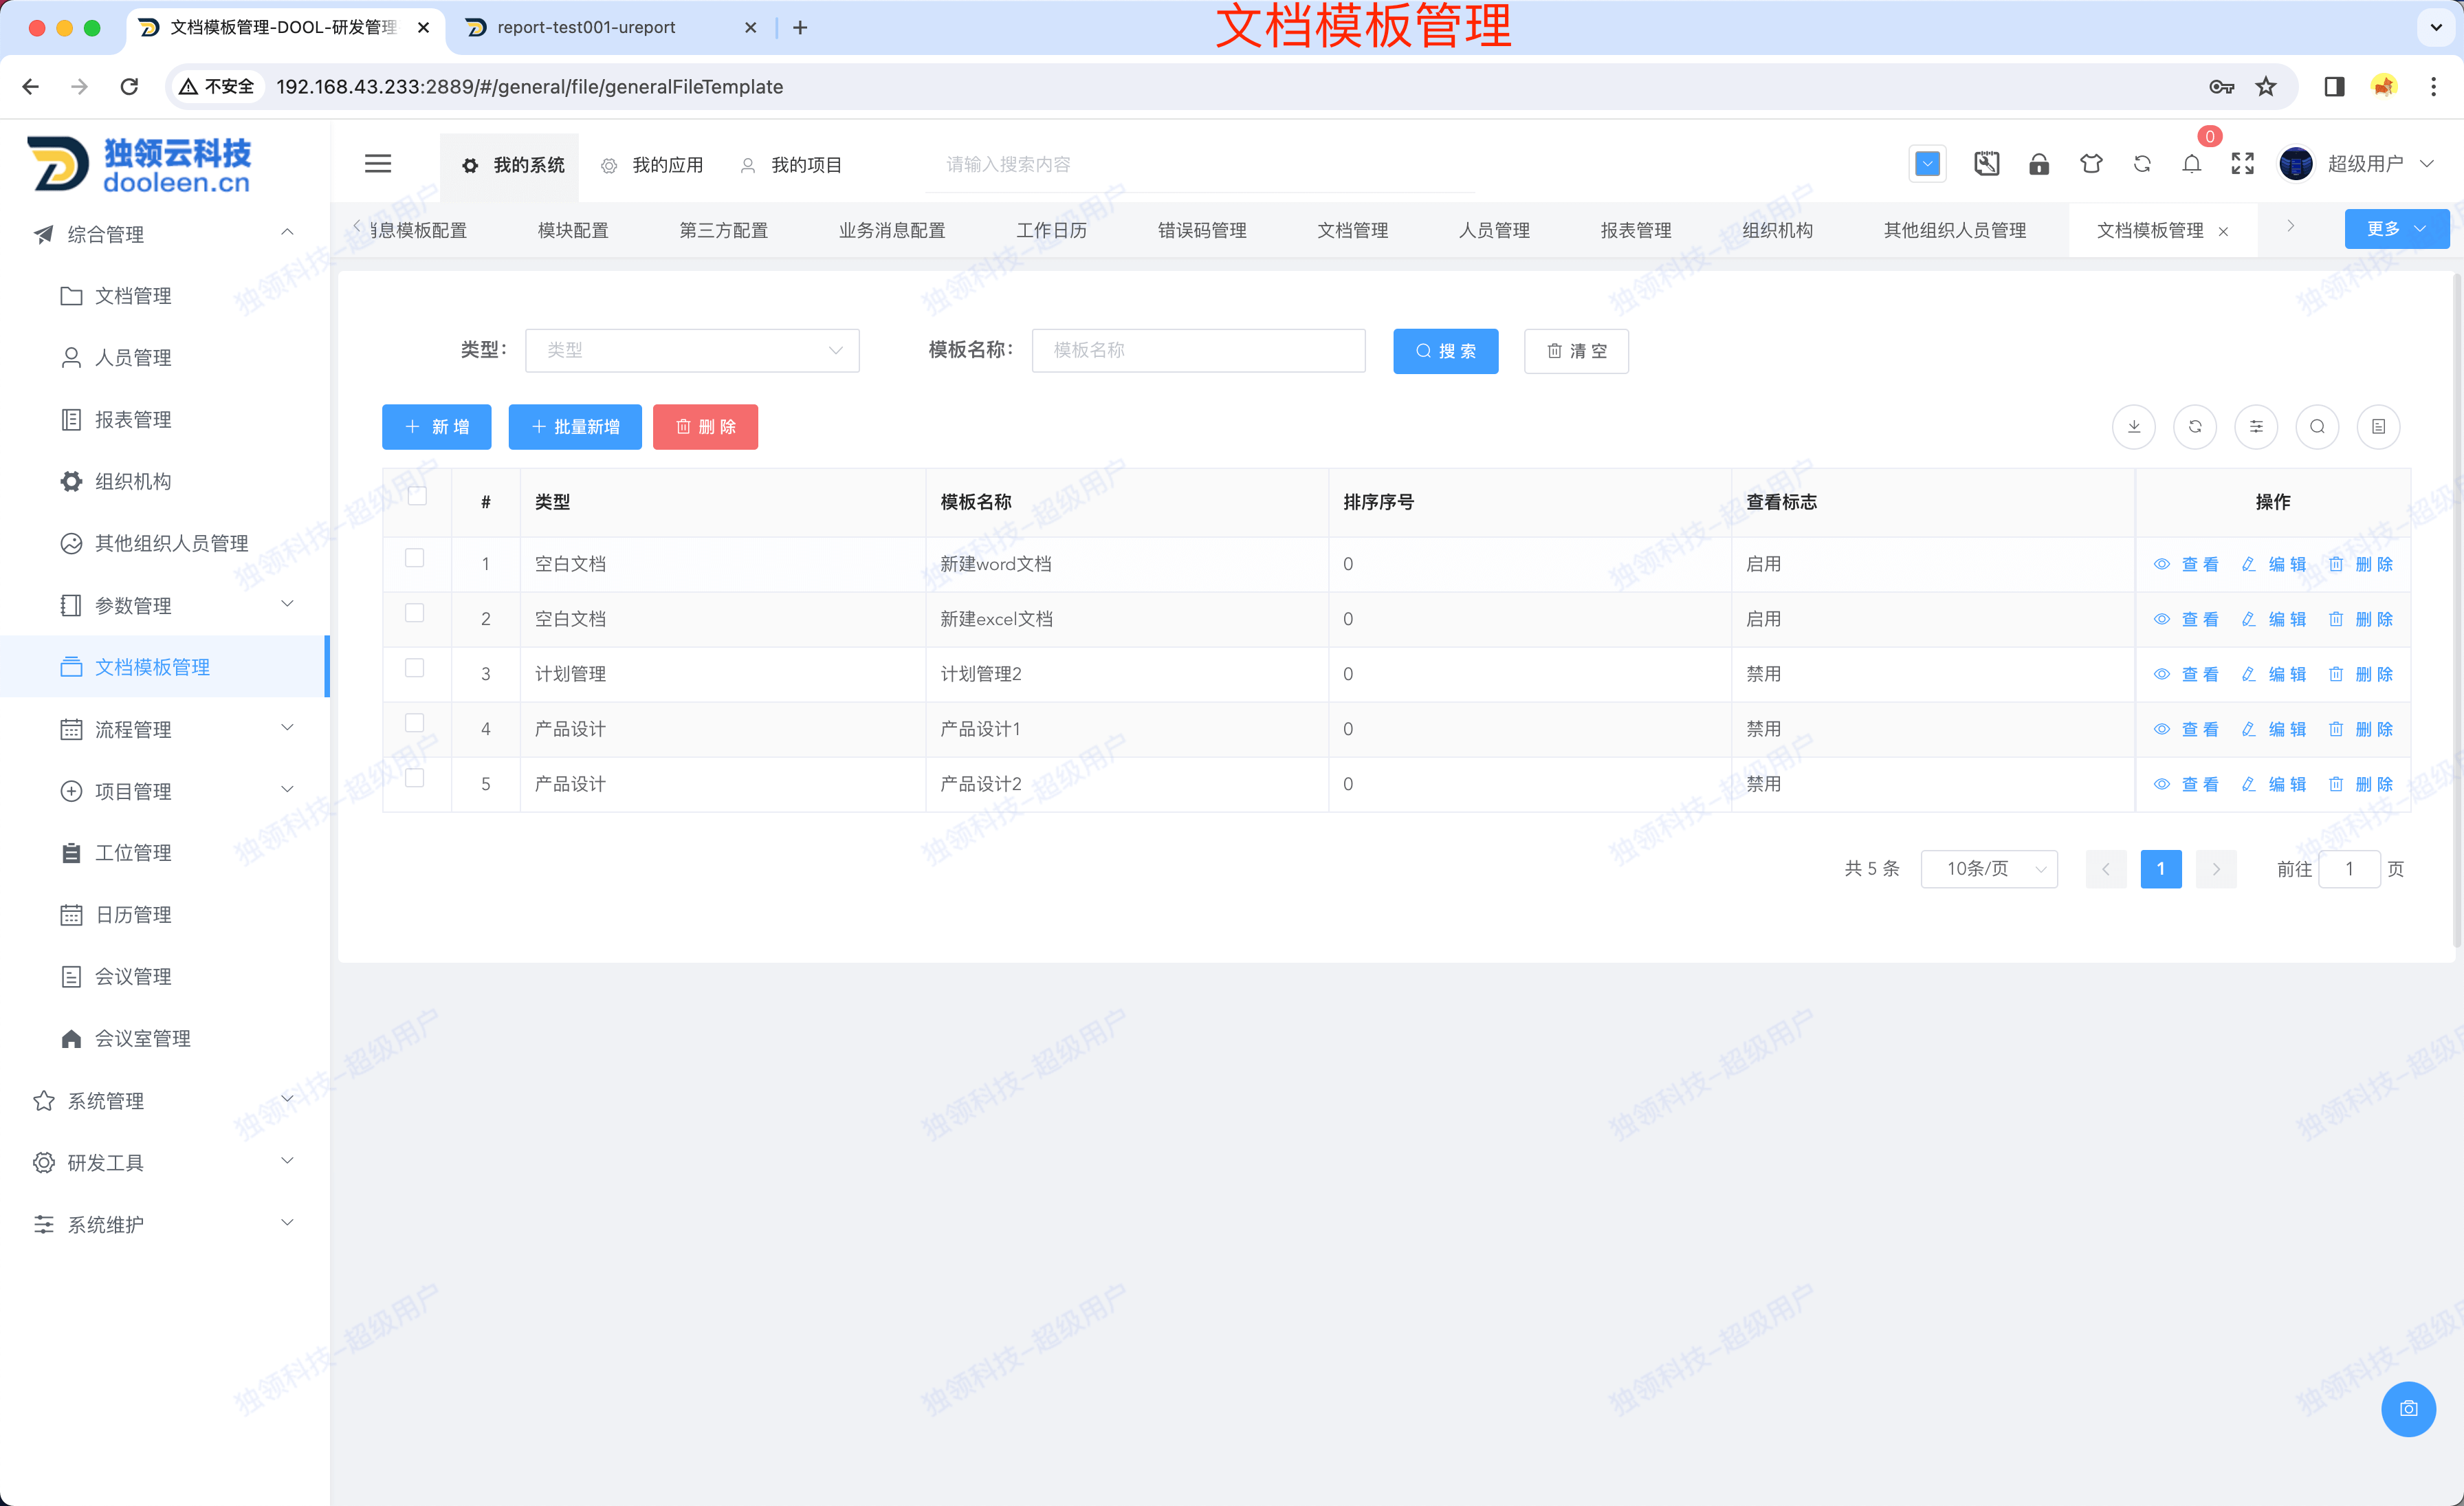 文档模板管理-DOOL-研发管理
report-test001-ureport
文档模板管理
不安全 192.168.43.233:2889/#/general/file/generalFileTemplate
独领云科技
dooleen.cn
我的系统 我的应用 我的项目 请输入搜索内容 0 超级用户
息模板配置 模块配置 第三方配置 业务消息配置 工作日历 错误码管理 文档管理 人员管理 报表管理 组织机构 其他组织人员管理 文档模板管理 更多
综合管理
文档管理
人员管理
报表管理
组织机构
其他组织人员管理
参数管理
文档模板管理
流程管理
项目管理
工位管理
日历管理
会议管理
会议室管理
系统管理
研发工具
系统维护
类型: 类型 模板名称: 模板名称 搜 索 清 空
新 增 批量新增 删 除
# 类型 模板名称 排序序号 查看标志 操作
1 空白文档 新建word文档 0 启用 查 看 编 辑 删 除
2 空白文档 新建excel文档 0 启用 查 看 编 辑 删 除
3 计划管理 计划管理2 0 禁用 查 看 编 辑 删 除
4 产品设计 产品设计1 0 禁用 查 看 编 辑 删 除
5 产品设计 产品设计2 0 禁用 查 看 编 辑 删 除
共 5 条 10条/页 1 前往 1 页
独领科技-超级用户